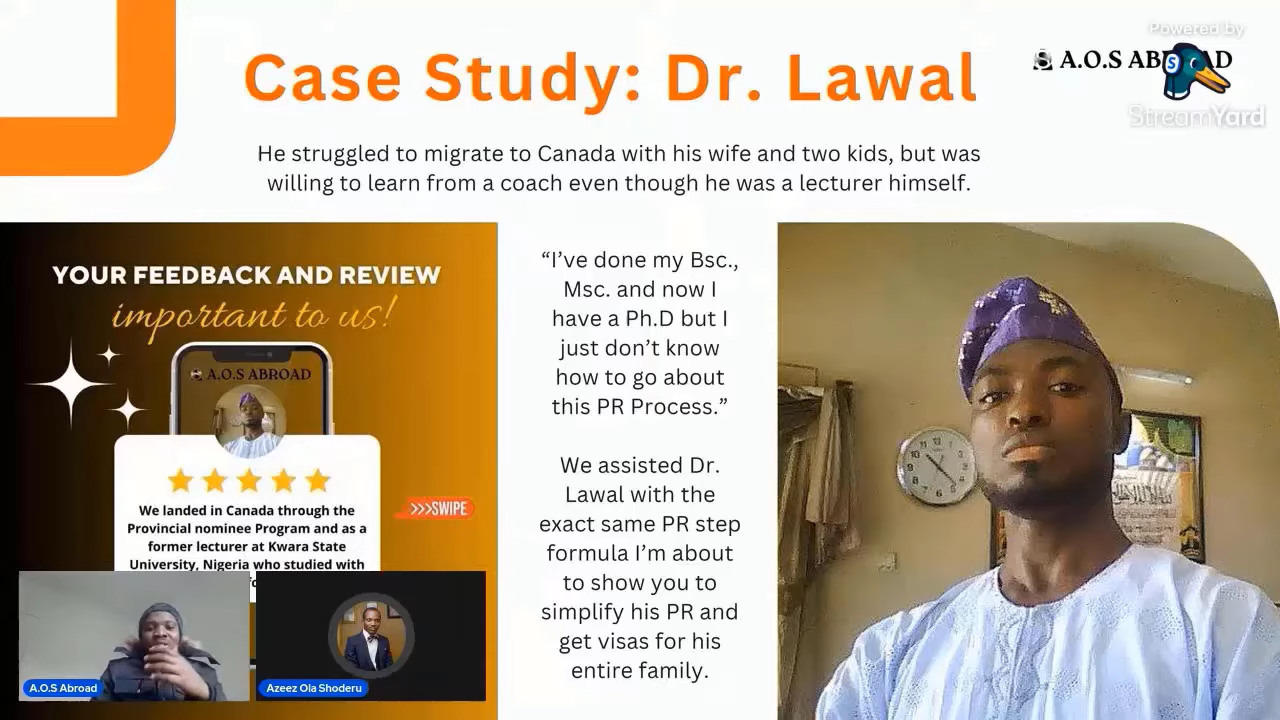 Case Study: Dr. Lawal
A.O.S ABROAD
Powered by
S
StreamYard
He struggled to migrate to Canada with his wife and two kids, but was
willing to learn from a coach even though he was a lecturer himself.
YOUR FEEDBACK AND REVIEW
important to us!
A.O.S ABROAD
We landed in Canada through the
Provincial nominee Program and as a
former lecturer at Kwara State
University, Nigeria who studied with
>>>SWIPE
A.O.S Abroad
Azeez Ola Shoderu
“I’ve done my Bsc.,
Msc. and now I
have a Ph.D but I
just don’t know
how to go about
this PR Process.”
We assisted Dr.
Lawal with the
exact same PR step
formula I’m about
to show you to
simplify his PR and
get visas for his
entire family.